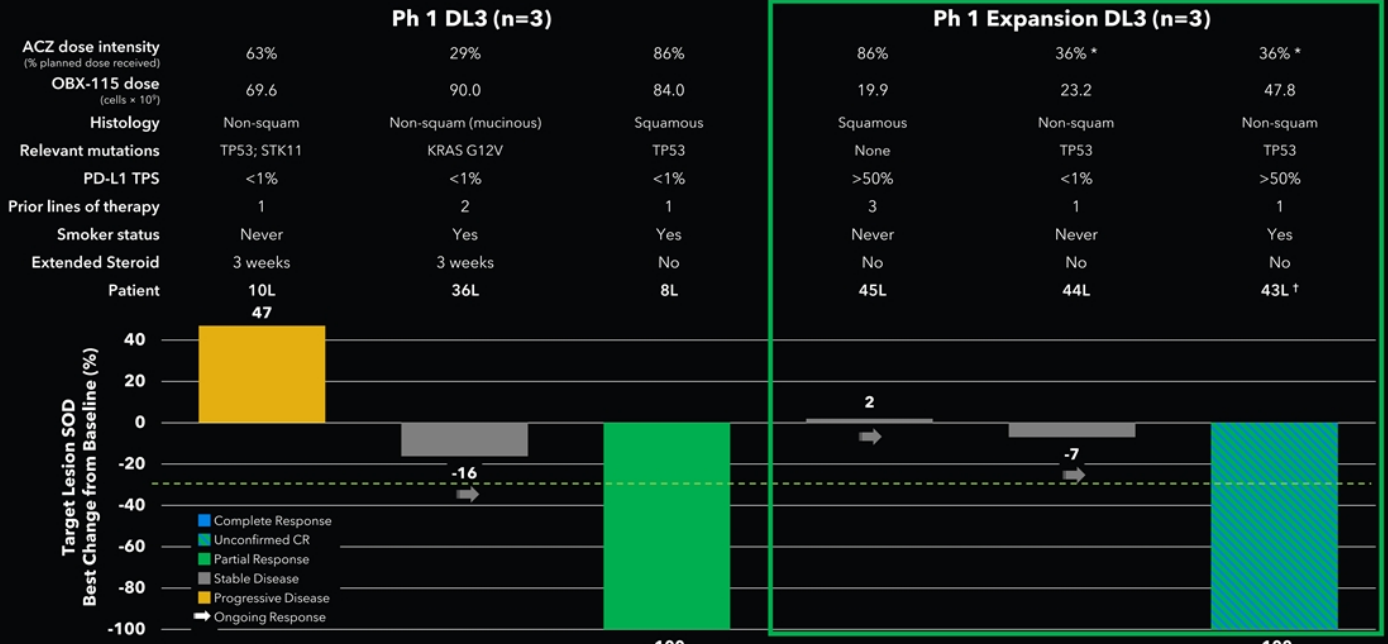 Ph 1 DL3 (n=3) Ph 1 Expansion DL3 (n=3)
ACZ dose intensity 63% 29% 86% 86% 36% * 36% *
(% planned dose received)
OBX-115 dose 69.6 90.0 84.0 19.9 23.2 47.8
(cells × 10⁹)
Histology Non-squam Non-squam (mucinous) Squamous Squamous Non-squam Non-squam
Relevant mutations TP53; STK11 KRAS G12V TP53 None TP53 TP53
PD-L1 TPS <1% <1% <1% >50% <1% >50%
Prior lines of therapy 1 2 1 3 1 1
Smoker status Never Yes Yes Never Never Yes
Extended Steroid 3 weeks 3 weeks No No No No
Patient 10L 36L 8L 45L 44L 43L †
47
40
20
2
0
-7
-20
-16
-40
-60
-80
-100
Target Lesion SOD
Best Change from Baseline (%)
Complete Response
Unconfirmed CR
Partial Response
Stable Disease
Progressive Disease
Ongoing Response